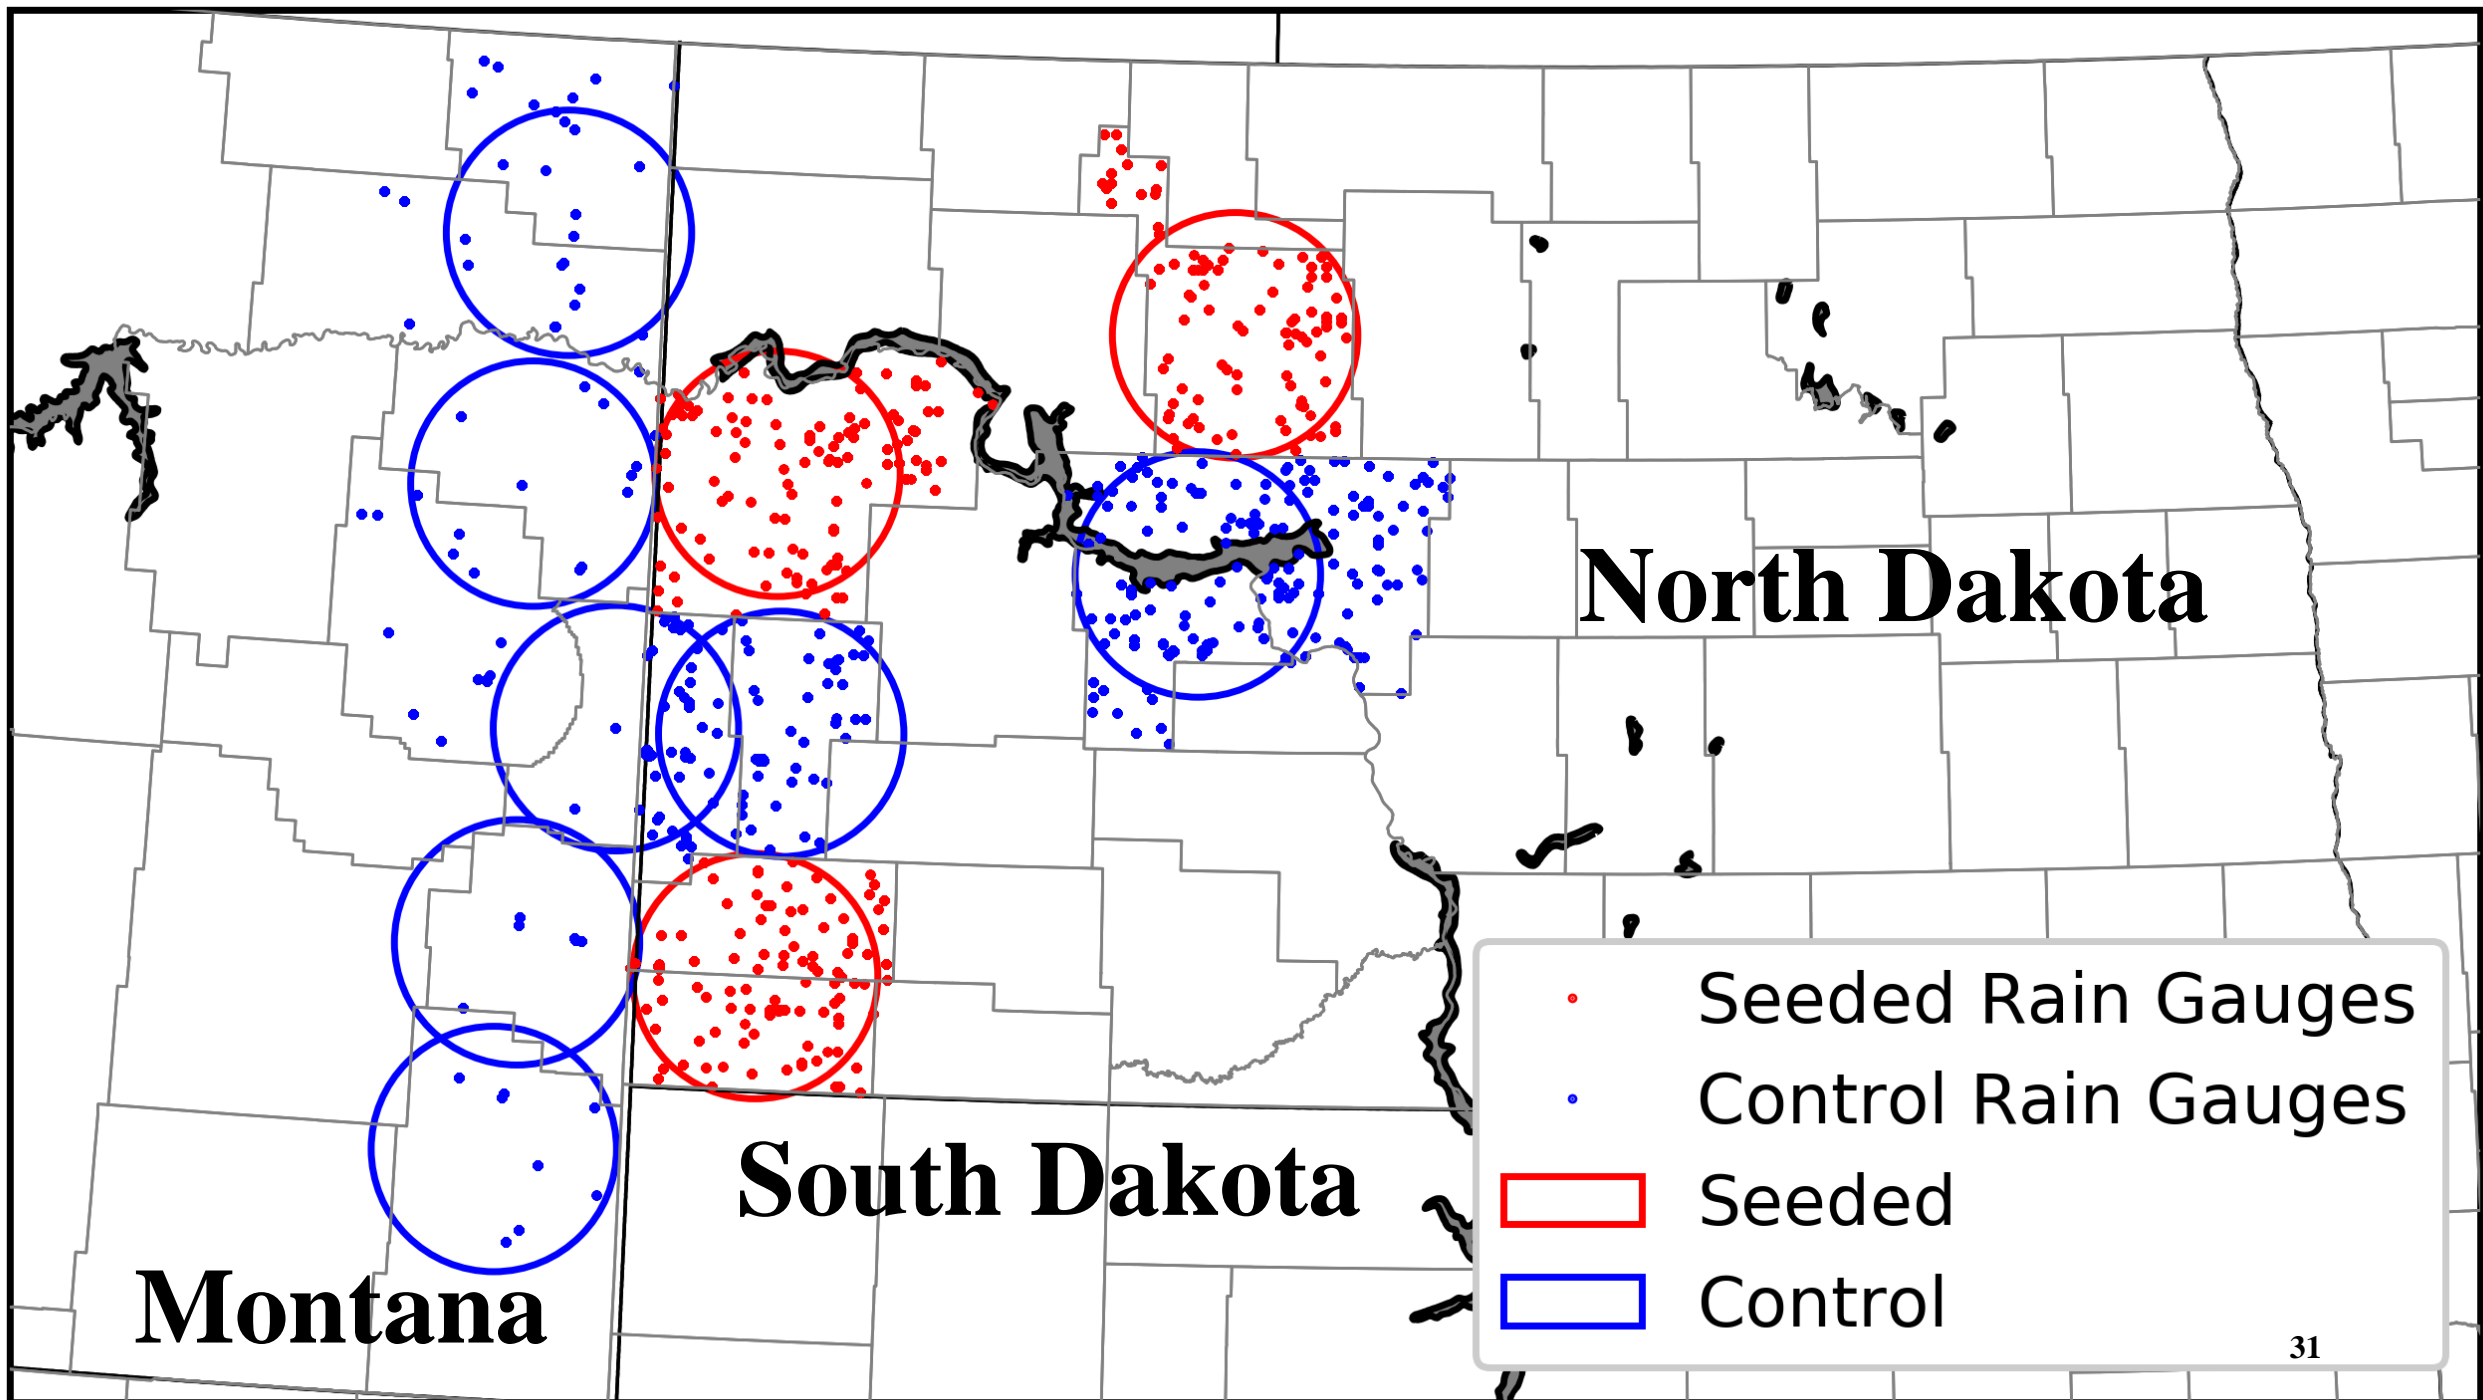 North Dakota
South Dakota
Montana
Seeded Rain Gauges
Control Rain Gauges
Seeded
Control
31